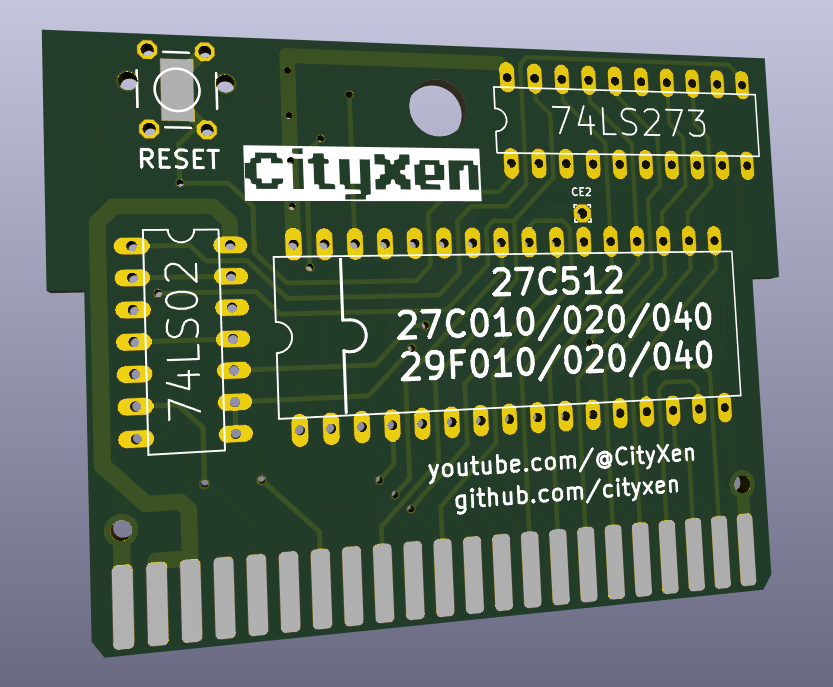 RESET
74LS273
CityXen
CE2
74LS02
27C512
27C010/020/040
29F010/020/040
youtube.com/@CityXen
github.com/cityxen